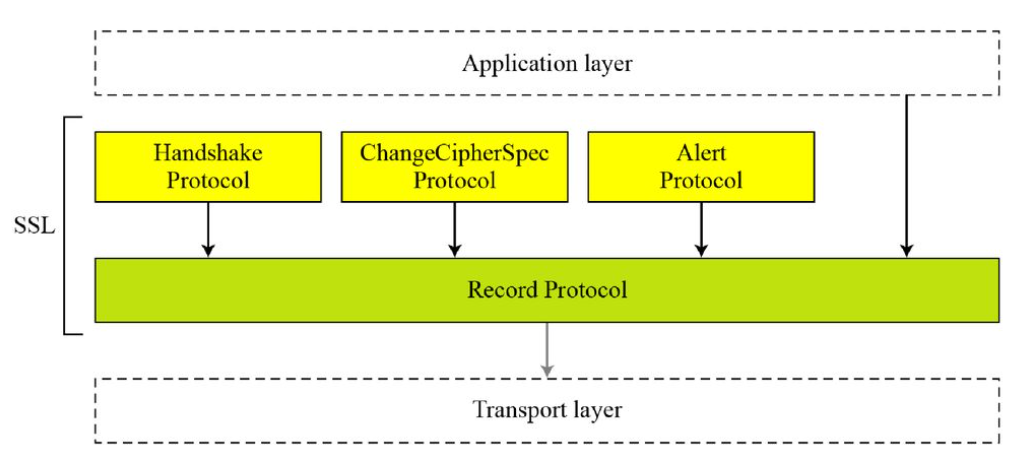 Application layer
Handshake
Protocol
ChangeCipherSpec
Protocol
Alert
Protocol
SSL
Record Protocol
Transport layer